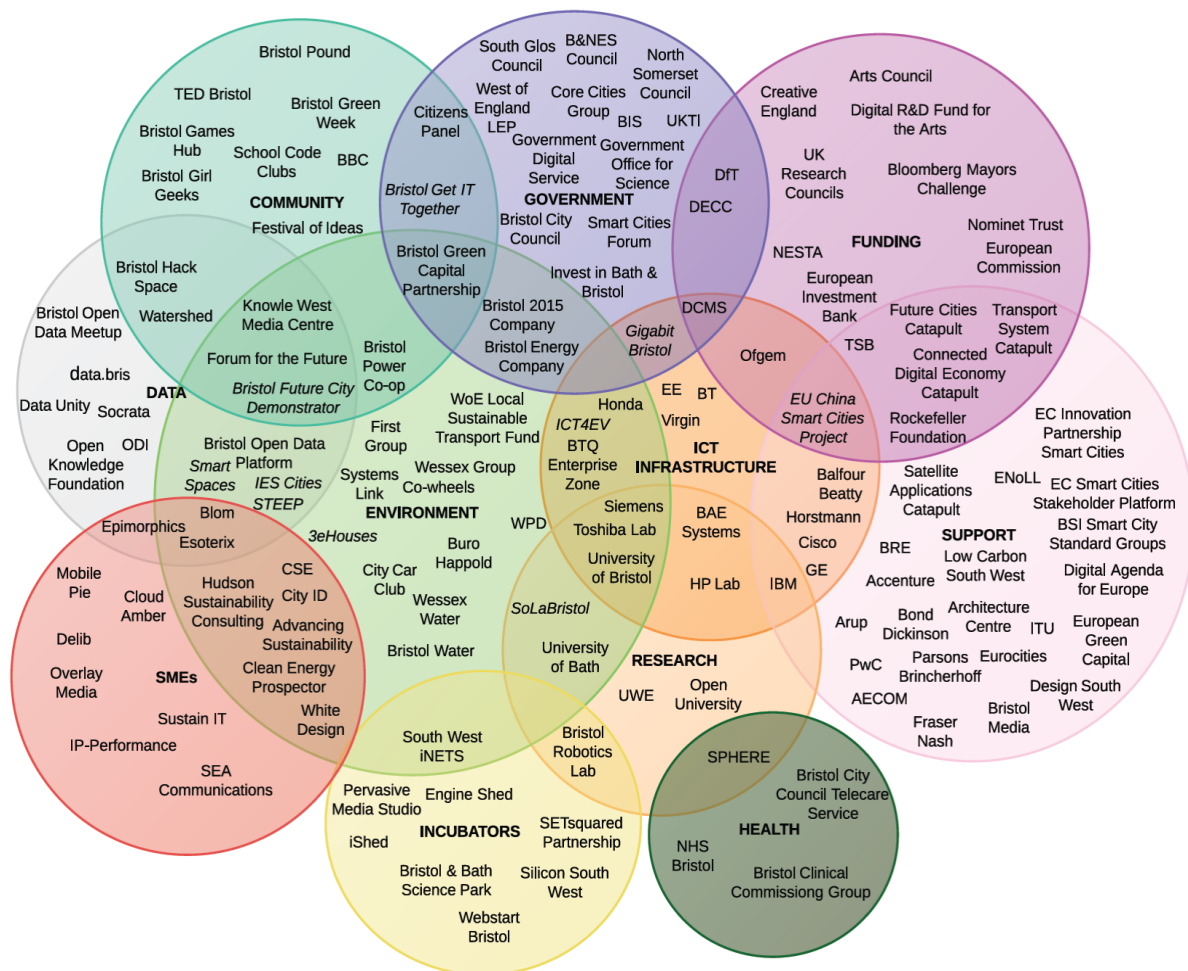 Bristol Pound
TED Bristol
Bristol Green
Week
Bristol Games
Hub
School Code
Clubs
BBC
Bristol Girl
Geeks
COMMUNITY
Festival of Ideas
Citizens
Panel
Bristol Get IT
Together
Bristol Green
Capital
Partnership
South Glos
Council
B&NES
Council
North
Somerset
Council
West of
England
LEP
Core Cities
Group
BIS
UKTI
Government
Digital
Service
Government
Office for
Science
GOVERNMENT
Bristol City
Council
Smart Cities
Forum
Invest in Bath &
Bristol
DfT
DECC
DCMS
Gigabit
Bristol
Bristol 2015
Company
Bristol Energy
Company
Creative
England
Arts Council
Digital R&D Fund for
the Arts
UK
Research
Councils
Bloomberg Mayors
Challenge
Nominet Trust
FUNDING
European
Commission
NESTA
European
Investment
Bank
Future Cities
Catapult
Transport
System
Catapult
TSB
Connected
Digital Economy
Catapult
Rockefeller
Foundation
Ofgem
EU China
Smart Cities
Project
Bristol Hack
Space
Watershed
Knowle West
Media Centre
Forum for the Future
Bristol Future City
Demonstrator
Bristol
Power
Co-op
Bristol Open
Data Meetup
data.bris
DATA
Data Unity
Socrata
Open
Knowledge
Foundation
ODI
Bristol Open Data
Platform
Smart
Spaces
IES Cities
STEEP
Blom
Epimorphics
Esoterix
First
Group
WoE Local
Sustainable
Transport Fund
Systems
Link
Wessex Group
Co-wheels
ENVIRONMENT
3eHouses
WPD
Buro
Happold
City Car
Club
Wessex
Water
Bristol Water
Honda
ICT4EV
BTQ
Enterprise
Zone
Siemens
Toshiba Lab
University
of Bristol
SoLaBristol
University
of Bath
EE
BT
Virgin
ICT
INFRASTRUCTURE
Balfour
Beatty
Horstmann
Cisco
GE
IBM
BAE
Systems
HP Lab
RESEARCH
UWE
Open
University
Bristol
Robotics
Lab
EC Innovation
Partnership
Smart Cities
Satellite
Applications
Catapult
ENoLL
EC Smart Cities
Stakeholder Platform
BSI Smart City
Standard Groups
SUPPORT
BRE
Low Carbon
South West
Accenture
Digital Agenda
for Europe
Arup
Bond
Dickinson
Architecture
Centre
ITU
European
Green
Capital
PwC
Parsons
Brincherhoff
Eurocities
AECOM
Design South
West
Fraser
Nash
Bristol
Media
Mobile
Pie
Cloud
Amber
Hudson
Sustainability
Consulting
CSE
City ID
Advancing
Sustainability
Delib
Overlay
Media
SMEs
Clean Energy
Prospector
Sustain IT
White
Design
IP-Performance
SEA
Communications
South West
iNETS
Pervasive
Media Studio
Engine Shed
iShed
INCUBATORS
SETsquared
Partnership
Bristol & Bath
Science Park
Silicon South
West
Webstart
Bristol
SPHERE
Bristol City
Council Telecare
Service
HEALTH
NHS
Bristol
Bristol Clinical
Commissiong Group